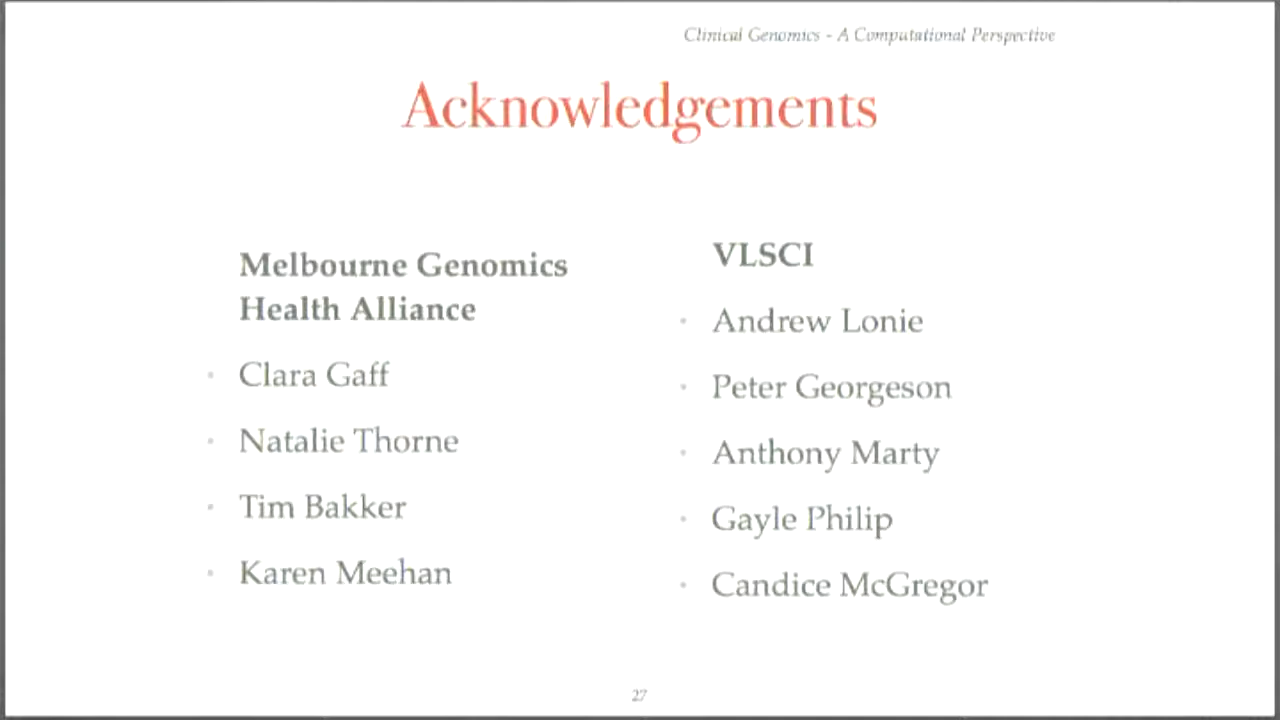 Clinical Genomics - A Computational Perspective
Acknowledgements
Melbourne Genomics
Health Alliance
Clara Gaff
Natalie Thorne
Tim Bakker
Karen Meehan
VLSCI
Andrew Lonie
Peter Georgeson
Anthony Marty
Gayle Philip
Candice McGregor
27